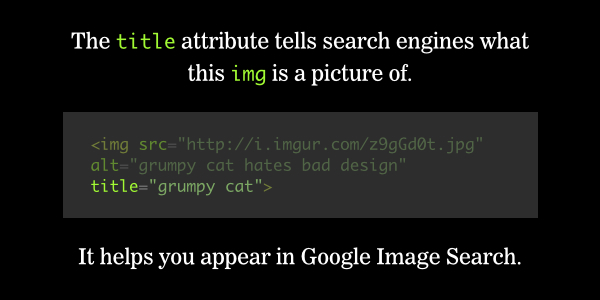 The title attribute tells search engines what
this img is a picture of.
<img src="http://i.imgur.com/z9gGd0t.jpg"
alt="grumpy cat hates bad design"
title="grumpy cat">
It helps you appear in Google Image Search.